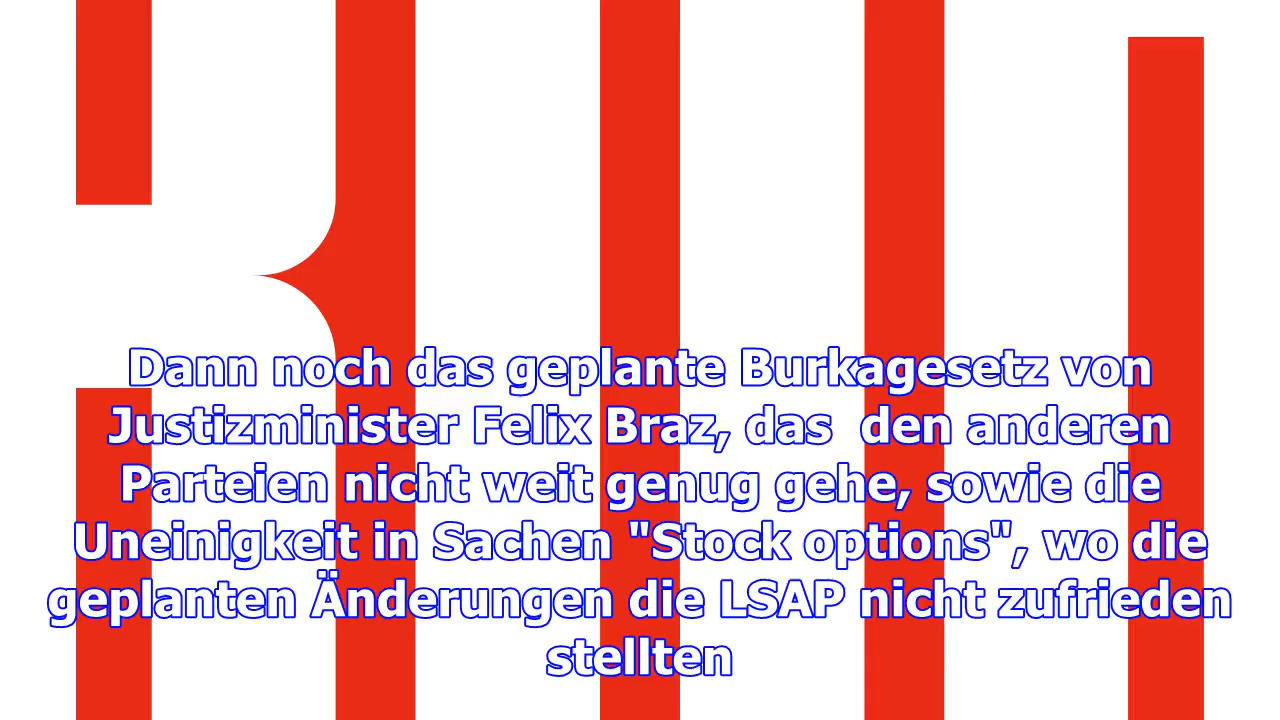 Dann noch das geplante Burkagesetz von
Justizminister Felix Braz, das  den anderen
Parteien nicht weit genug gehe, sowie die
Uneinigkeit in Sachen "Stock options", wo die
geplanten Änderungen die LSAP nicht zufrieden
stellten